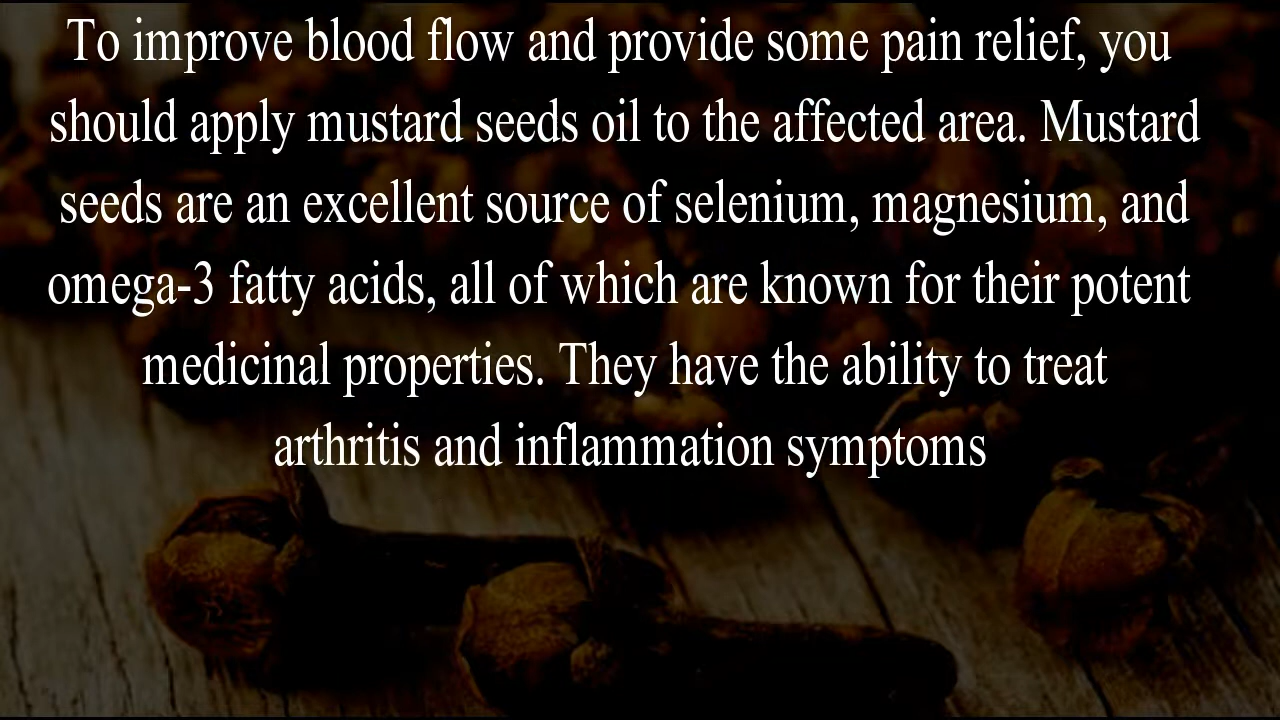 To improve blood flow and provide some pain relief, you
should apply mustard seeds oil to the affected area. Mustard
seeds are an excellent source of selenium, magnesium, and
omega-3 fatty acids, all of which are known for their potent
medicinal properties. They have the ability to treat
arthritis and inflammation symptoms